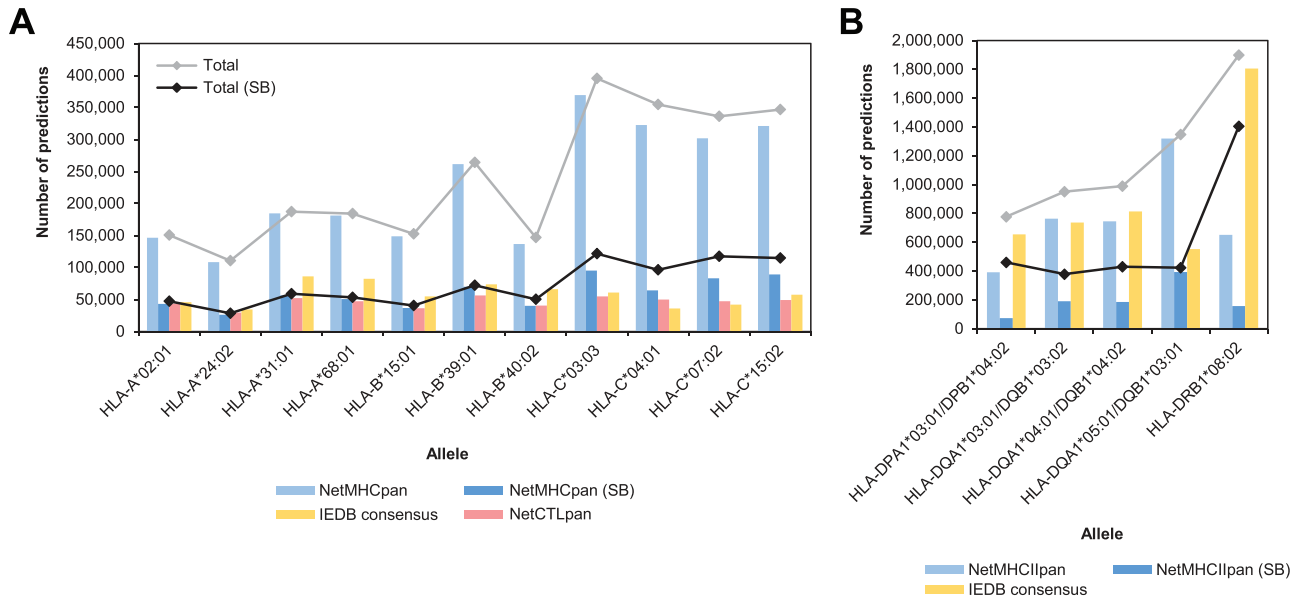 A
450,000
400,000
350,000
300,000
250,000
200,000
150,000
100,000
50,000
0
Number of predictions
Total
Total (SB)
HLA-A*02:01
HLA-A*24:02
HLA-A*31:01
HLA-A*68:01
HLA-B*15:01
HLA-B*39:01
HLA-B*40:02
HLA-C*03:03
HLA-C*04:01
HLA-C*07:02
HLA-C*15:02
Allele
NetMHCpan
NetMHCpan (SB)
IEDB consensus
NetCTLpan
B
2,000,000
1,800,000
1,600,000
1,400,000
1,200,000
1,000,000
800,000
600,000
400,000
200,000
0
Number of predictions
HLA-DPA1*03:01/DPB1*04:02
HLA-DQA1*03:01/DQB1*03:02
HLA-DQA1*04:01/DQB1*04:02
HLA-DQA1*05:01/DQB1*03:01
HLA-DRB1*08:02
Allele
NetMHCIIpan
NetMHCIIpan (SB)
IEDB consensus